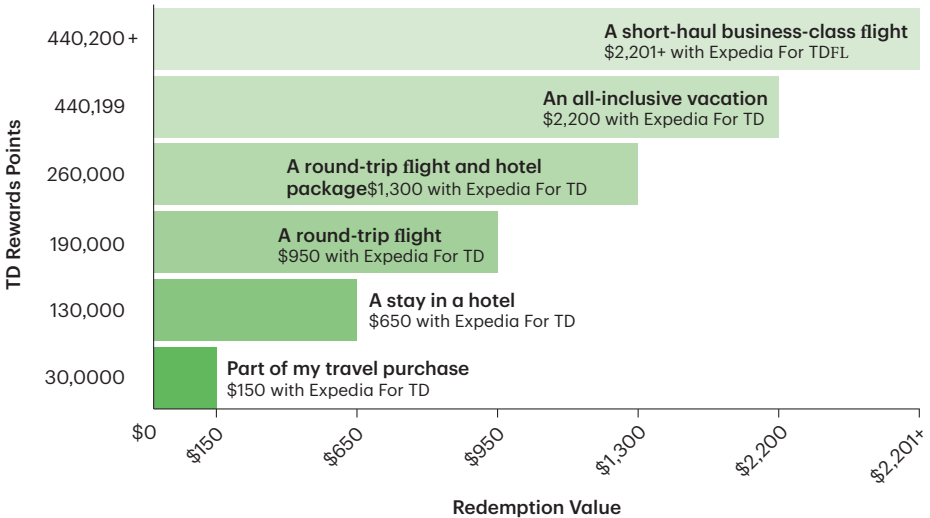 TD Rewards Points
440,200+
A short-haul business-class flight
$2,201+ with Expedia For TDFL
440,199
An all-inclusive vacation
$2,200 with Expedia For TD
260,000
A round-trip flight and hotel
package$1,300 with Expedia For TD
190,000
A round-trip flight
$950 with Expedia For TD
130,000
A stay in a hotel
$650 with Expedia For TD
30,0000
Part of my travel purchase
$150 with Expedia For TD
$0
$150
$650
$950
$1,300
$2,200
$2,201+
Redemption Value